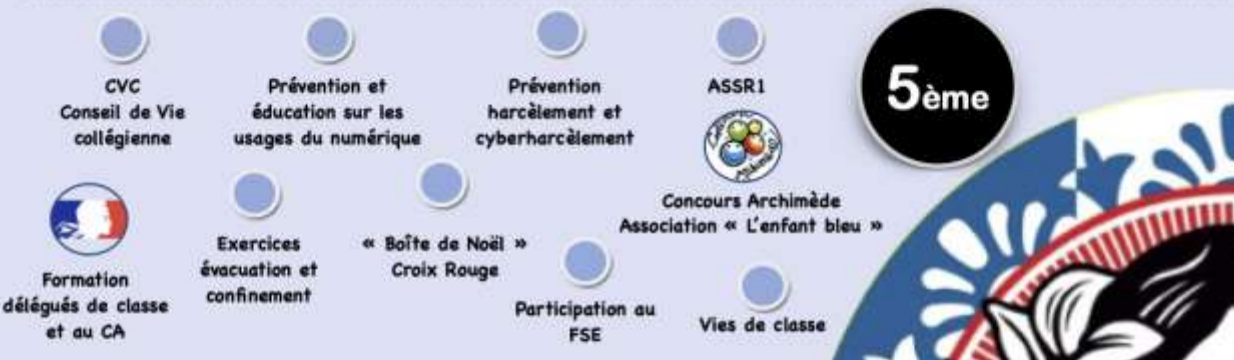 CVC
Conseil de Vie
collégienne
Prévention et
éducation sur les
usages du numérique
Prévention
harcèlement et
cyberharcèlement
ASSR1
5ème
Concours Archimède
Association « L'enfant bleu »
Formation
délégués de classe
et au CA
Exercices
évacuation et
confinement
« Boîte de Noël »
Croix Rouge
Participation au
FSE
Vies de classe